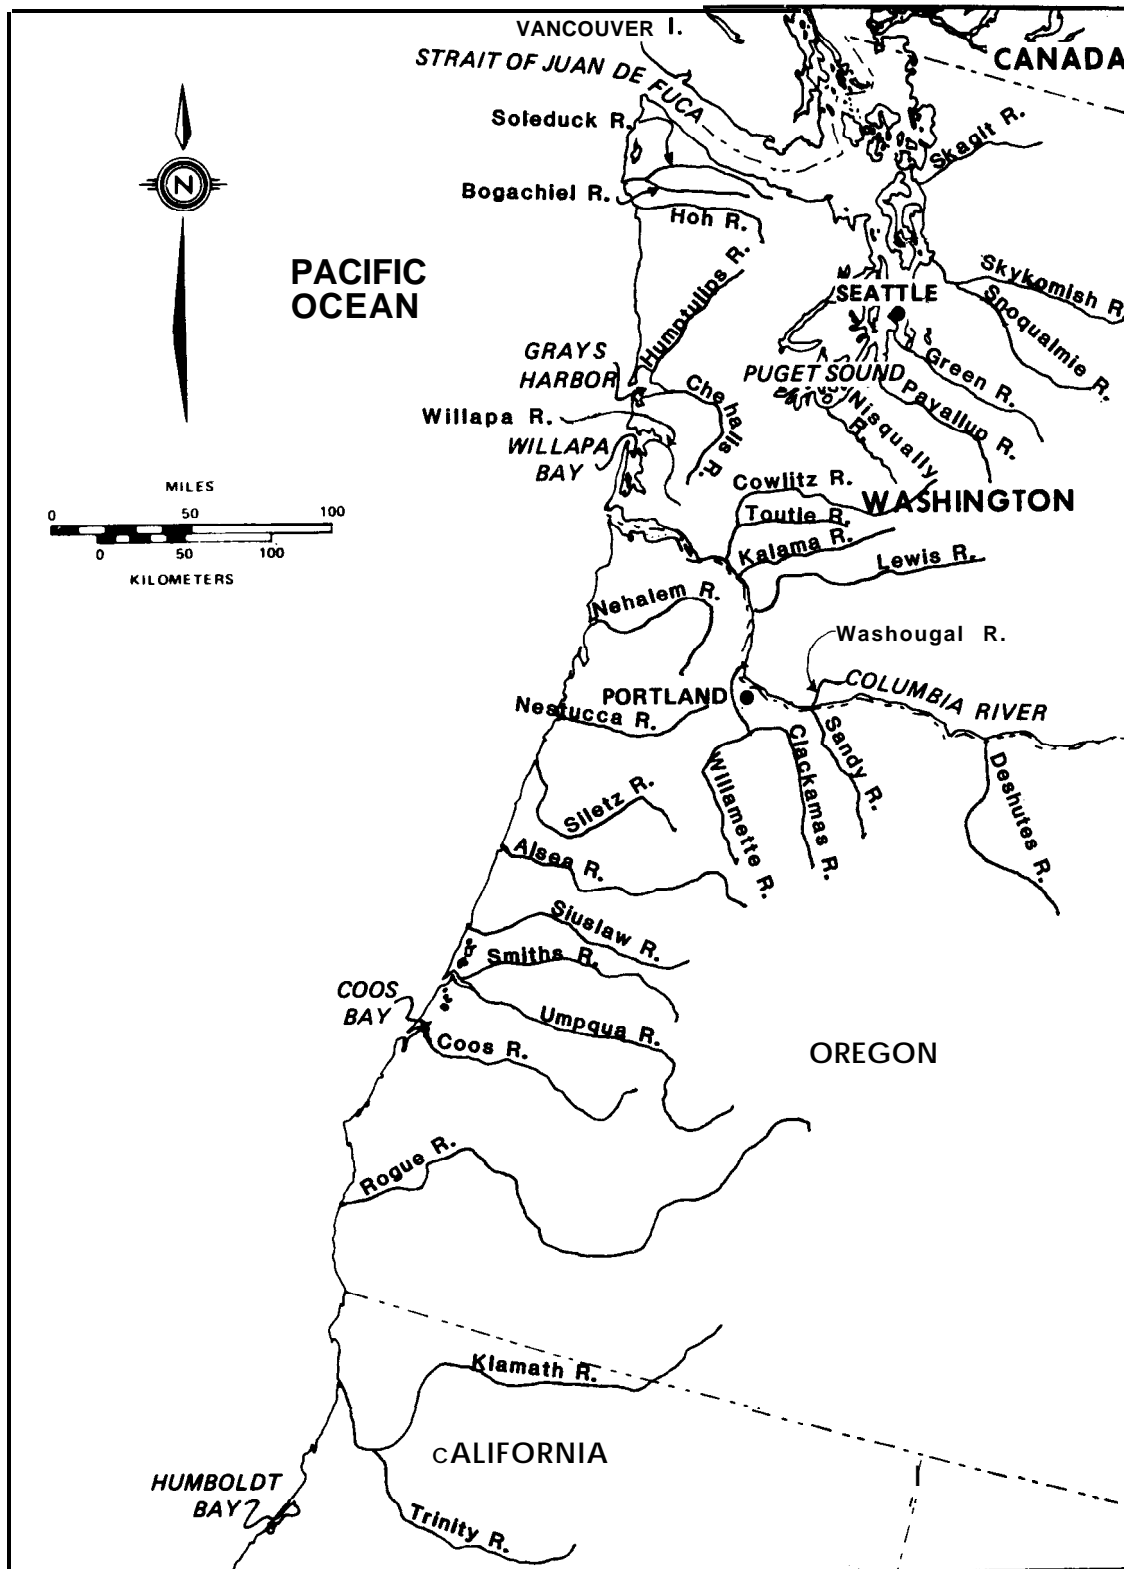 VANCOUVER I.
CANADA
STRAIT OF JUAN DE FUCA
Soleduck R.
Skagit R.
Bogachiel R.
Hoh R.
N
PACIFIC
OCEAN
Humptulips R.
Skykomish R.
SEATTLE
Snoqualmie R.
GRAYS
HARBOR
PUGET SOUND
Green R.
Chehalis R.
Puyallup R.
Nisqually
R.
Willapa R.
WILLAPA
BAY
Cowlitz R.
WASHINGTON
MILES
0 50 100
0 50 100
KILOMETERS
Toutle R.
Kalama R.
Lewis R.
Nehalem R.
Washougal R.
COLUMBIA RIVER
PORTLAND
Nestucca R.
Sandy R.
Clackamas R.
Willamette R.
Deshutes R.
Siletz R.
Alsea R.
Siuslaw R.
Smiths R.
COOS
BAY
Umpqua R.
Coos R.
OREGON
Rogue R.
Klamath R.
CALIFORNIA
HUMBOLDT
BAY
Trinity R.